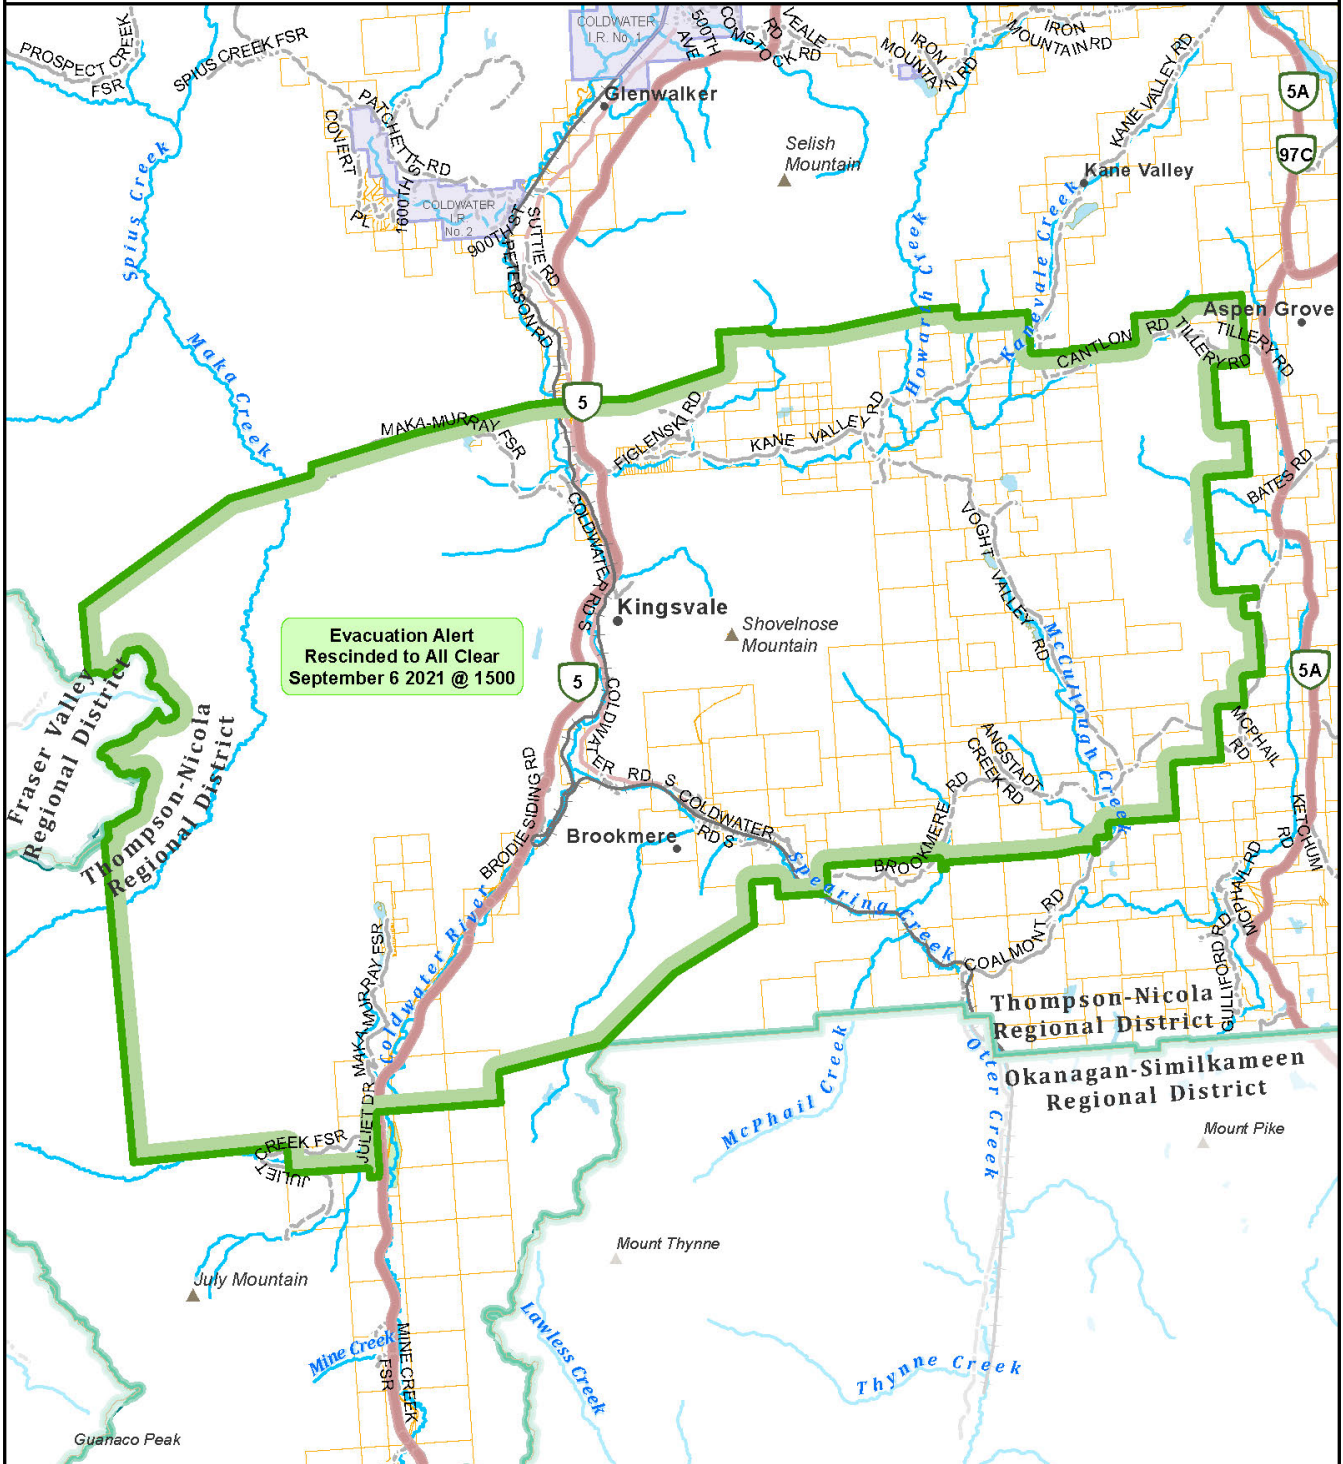 COLDWATER
I.R. No. 1
500TH
AVE
COMSTOCK RD
RD
VEALE
RD
IRON
MOUNTAIN RD
IRON
MOUNTAIN RD
PROSPECT CREEK
FSR
SPIUS CREEK FSR
KANE VALLEY RD
5A
Glenwalker
PATCHETT RD
COVERT
PL
1600TH ST
Selish
Mountain
97C
Kane Valley
Spius Creek
COLDWATER
I.R.
No. 2
900TH ST
SUTTIE RD
PETERSON RD
Howarth Creek
Kanevale Creek
Aspen Grove
Maka Creek
CANTLON RD
TILLERY RD
TILLERY RD
5
MAKA-MURRAY FSR
FIGLENSKI RD
KANE VALLEY RD
BATES RD
COLDWATER RD S
VOGHT VALLEY RD
Kingsvale
Evacuation Alert
Rescinded to All Clear
September 6 2021 @ 1500
Shovelnose
Mountain
McCullough Creek
5
5A
Fraser Valley
Regional District
Thompson-Nicola
Regional District
COLDWATER RD S
MCPHAIL
RD
ANGSTADT
CREEK RD
BRODIE SIDING RD
COLDWATER
RD S
BROOKMERE RD
KETCHUM
RD
Brookmere
Spearing Creek
MCPHAIL RD
Coldwater River
MAKA-MURRAY FSR
COALMONT RD
GULLIFORD RD
Thompson-Nicola
Regional District
Otter Creek
McPhail Creek
Okanagan-Similkameen
Regional District
JULIET DR
JULIET
CREEK FSR
Mount Pike
Mount Thynne
July Mountain
Lawless Creek
Mine Creek
MINE CREEK
FSR
Thynne Creek
Guanaco Peak